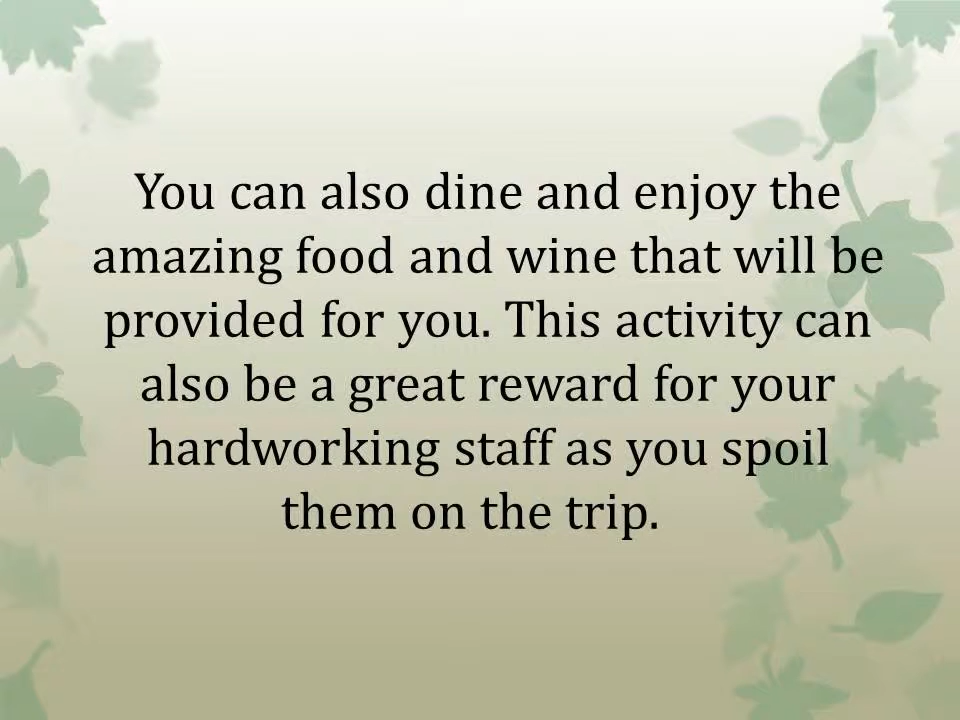 You can also dine and enjoy the
amazing food and wine that will be
provided for you. This activity can
also be a great reward for your
hardworking staff as you spoil
them on the trip.